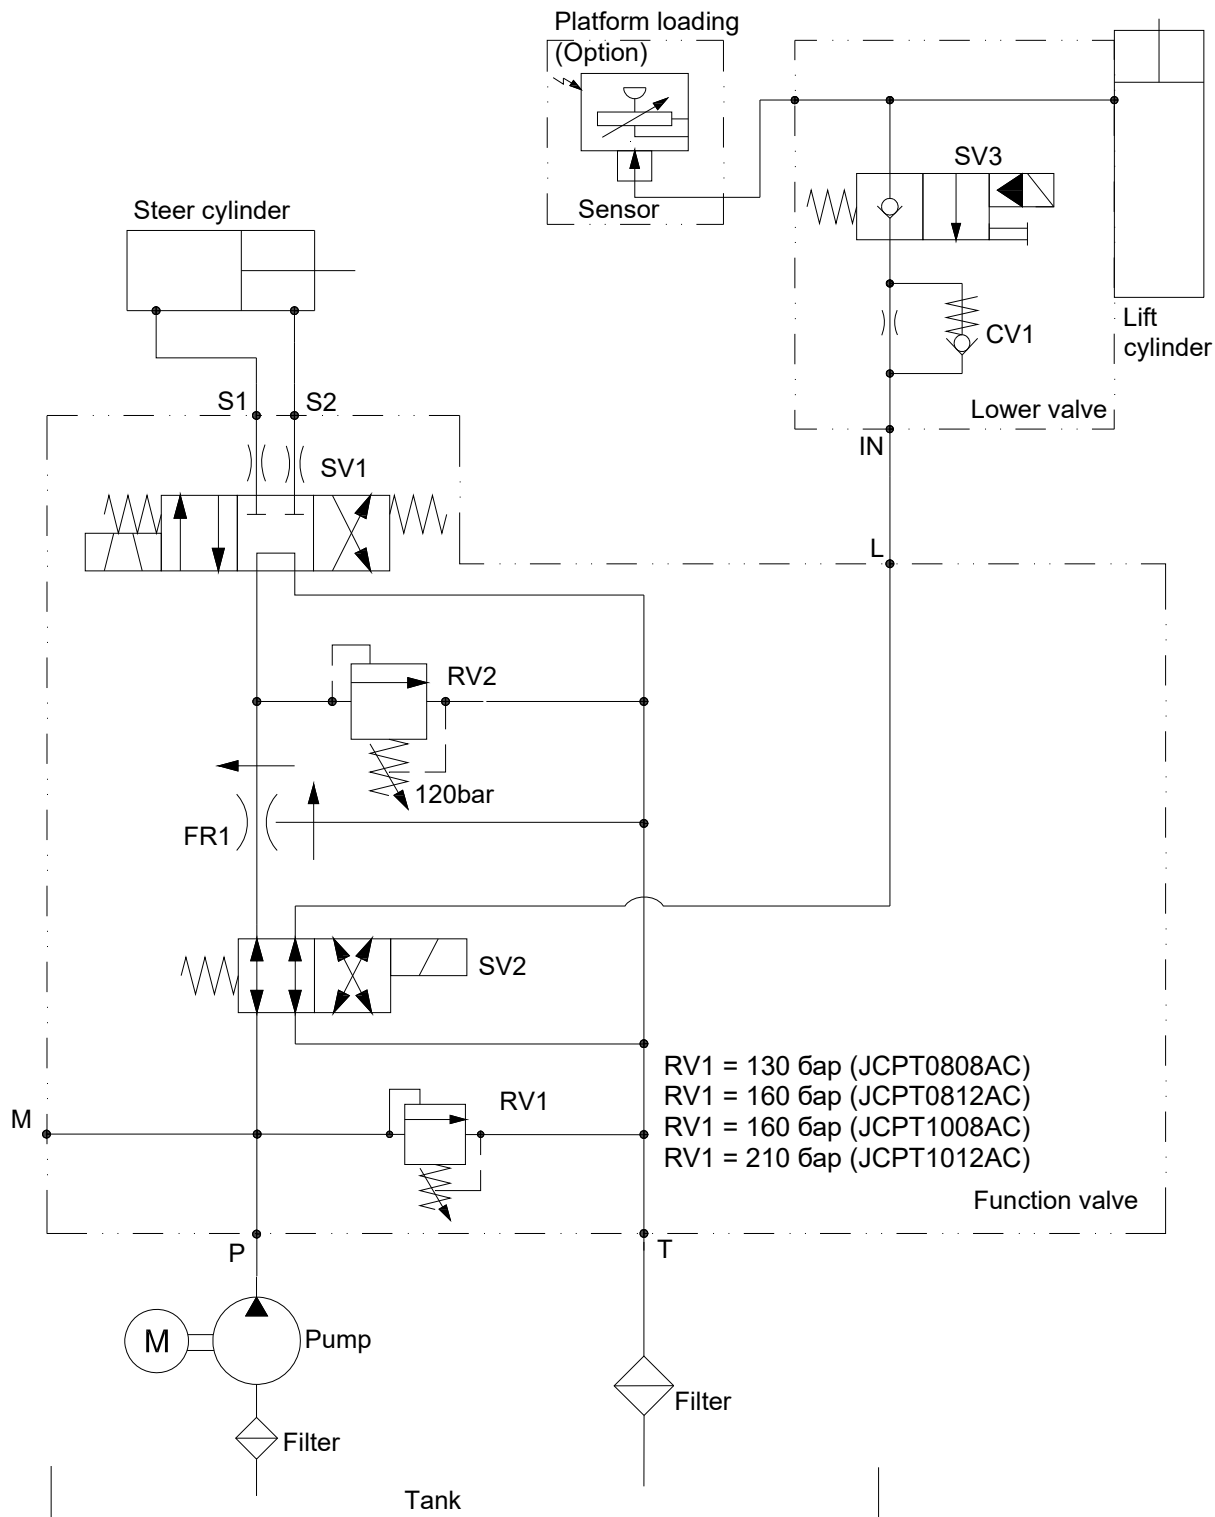 Platform loading
(Option)
SV3
Steer cylinder
Sensor
Lift
cylinder
CV1
S1
S2
Lower valve
IN
SV1
L
RV2
120bar
FR1
SV2
RV1 = 130 бар (JCPT0808AC)
RV1 = 160 бар (JCPT0812AC)
RV1 = 160 бар (JCPT1008AC)
RV1 = 210 бар (JCPT1012AC)
RV1
M
Function valve
P
T
M
Pump
Filter
Filter
Tank